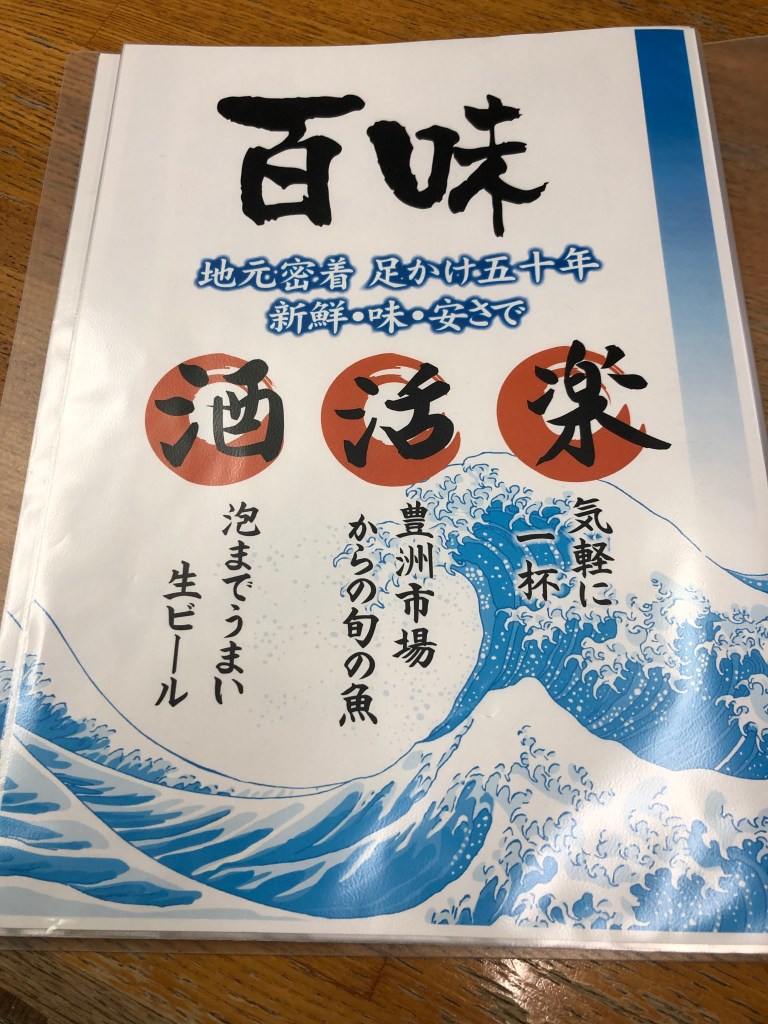 百味
地元密着 足かけ五十年
新鮮・味・安さで
楽
気軽に
一杯
活
豊洲市場
からの旬の魚
酒
泡までうまい
生ビール